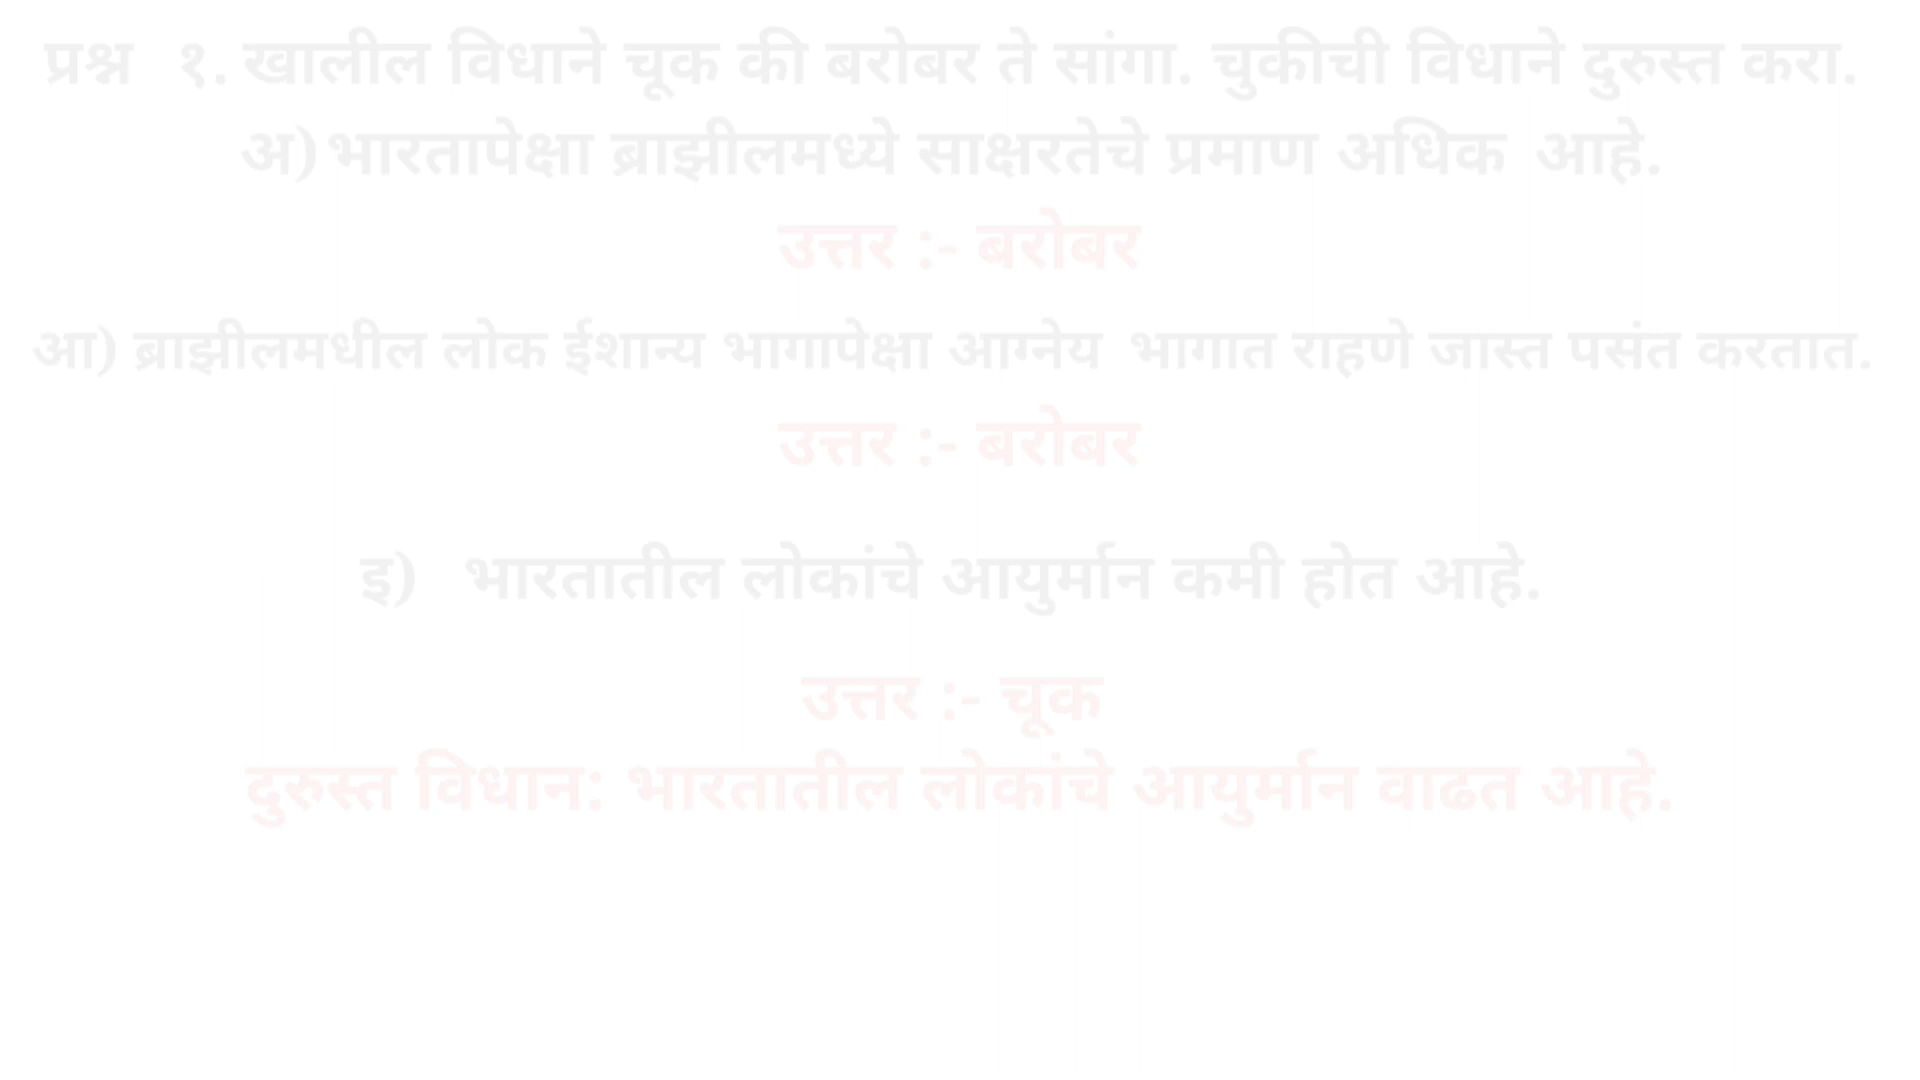 प्रश्न १. खालील विधाने चूक की बरोबर ते सांगा. चुकीची विधाने दुरुस्त करा.
अ) भारतापेक्षा ब्राझीलमध्ये साक्षरतेचे प्रमाण अधिक आहे.
उत्तर :- बरोबर
आ) ब्राझीलमधील लोक ईशान्य भागापेक्षा आग्नेय भागात राहणे जास्त पसंत करतात.
उत्तर :- बरोबर
इ) भारतातील लोकांचे आयुर्मान कमी होत आहे.
उत्तर :- चूक
दुरुस्त विधान: भारतातील लोकांचे आयुर्मान वाढत आहे.